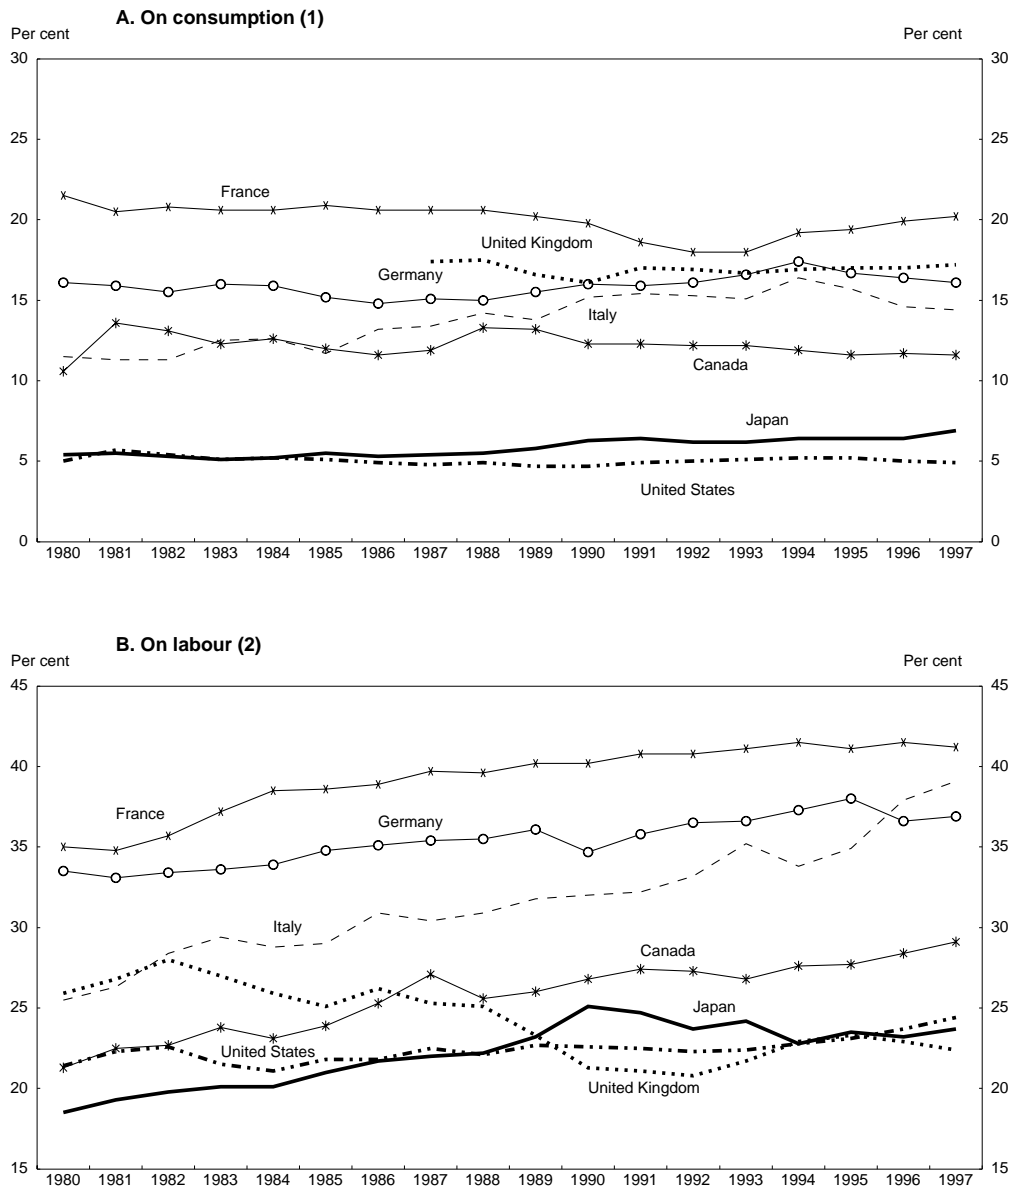 A. On consumption (1)
Per cent Per cent
30 30
25 25
France
20 20
United Kingdom
Germany
15 15
Italy
Canada
10 10
Japan
5 5
United States
0 0
1980 1981 1982 1983 1984 1985 1986 1987 1988 1989 1990 1991 1992 1993 1994 1995 1996 1997
B. On labour (2)
Per cent Per cent
45 45
40 40
France
Germany
35 35
Italy
30 30
Canada
25 25
Japan
United States
United Kingdom
20 20
15 15
1980 1981 1982 1983 1984 1985 1986 1987 1988 1989 1990 1991 1992 1993 1994 1995 1996 1997